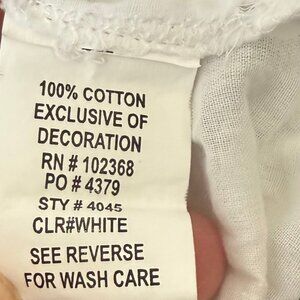 100% COTTON
EXCLUSIVE OF
DECORATION
RN # 102368
PO # 4379
STY # 4045
CLR#WHITE
SEE REVERSE
FOR WASH CARE